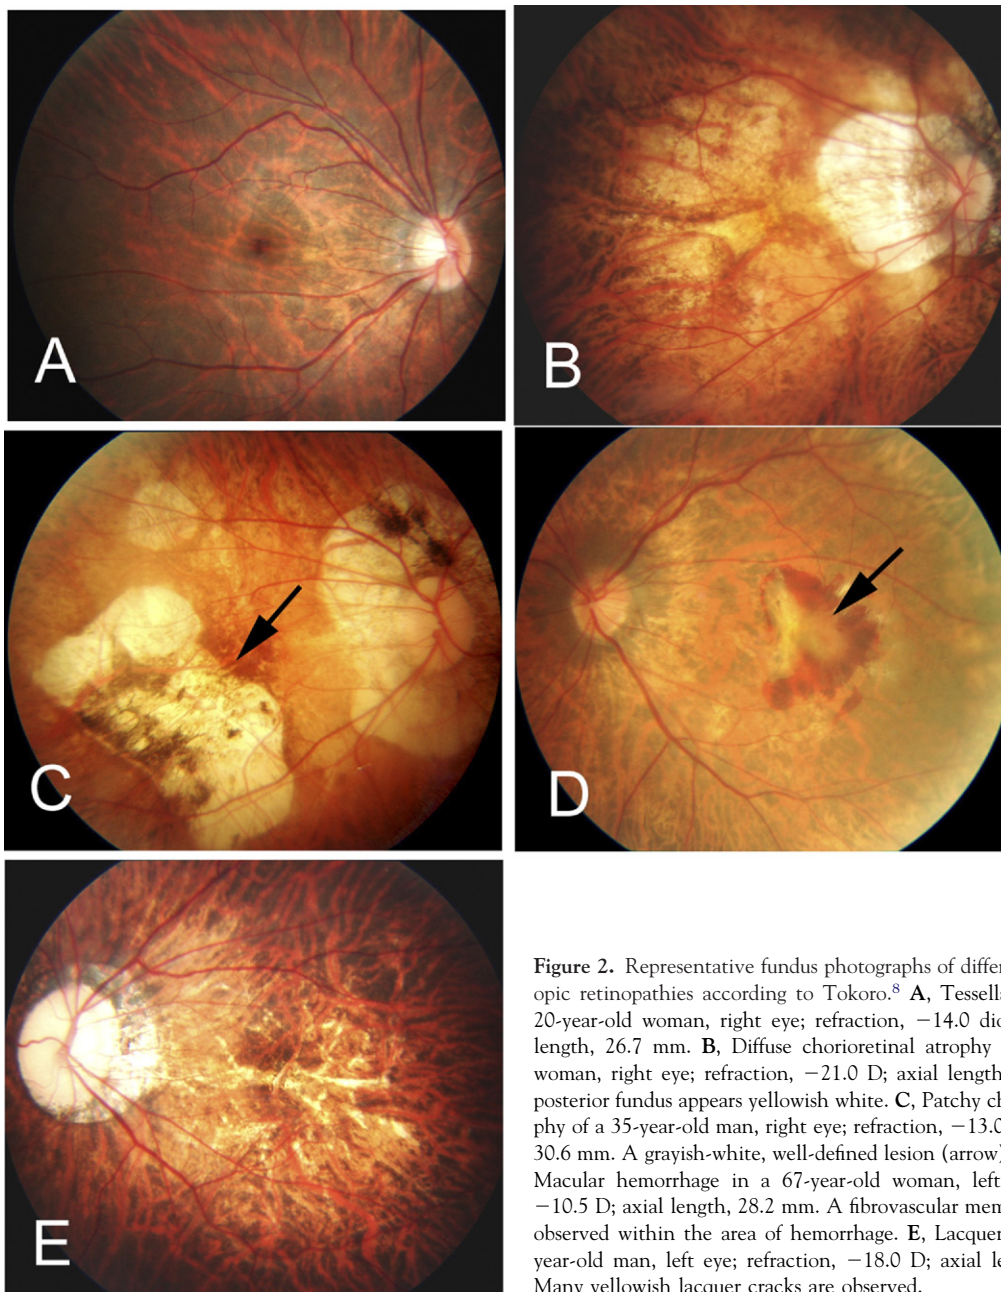 A
B
C
D
E
Figure 2. Representative fundus photographs of differ
opic retinopathies according to Tokoro.8 A, Tessell
20-year-old woman, right eye; refraction, −14.0 dio
length, 26.7 mm. B, Diffuse chorioretinal atrophy
woman, right eye; refraction, −21.0 D; axial length
posterior fundus appears yellowish white. C, Patchy ch
phy of a 35-year-old man, right eye; refraction, −13.0
30.6 mm. A grayish-white, well-defined lesion (arrow)
Macular hemorrhage in a 67-year-old woman, left
−10.5 D; axial length, 28.2 mm. A fibrovascular mem
observed within the area of hemorrhage. E, Lacquer
year-old man, left eye; refraction, −18.0 D; axial le
Many yellowish lacquer cracks are observed.